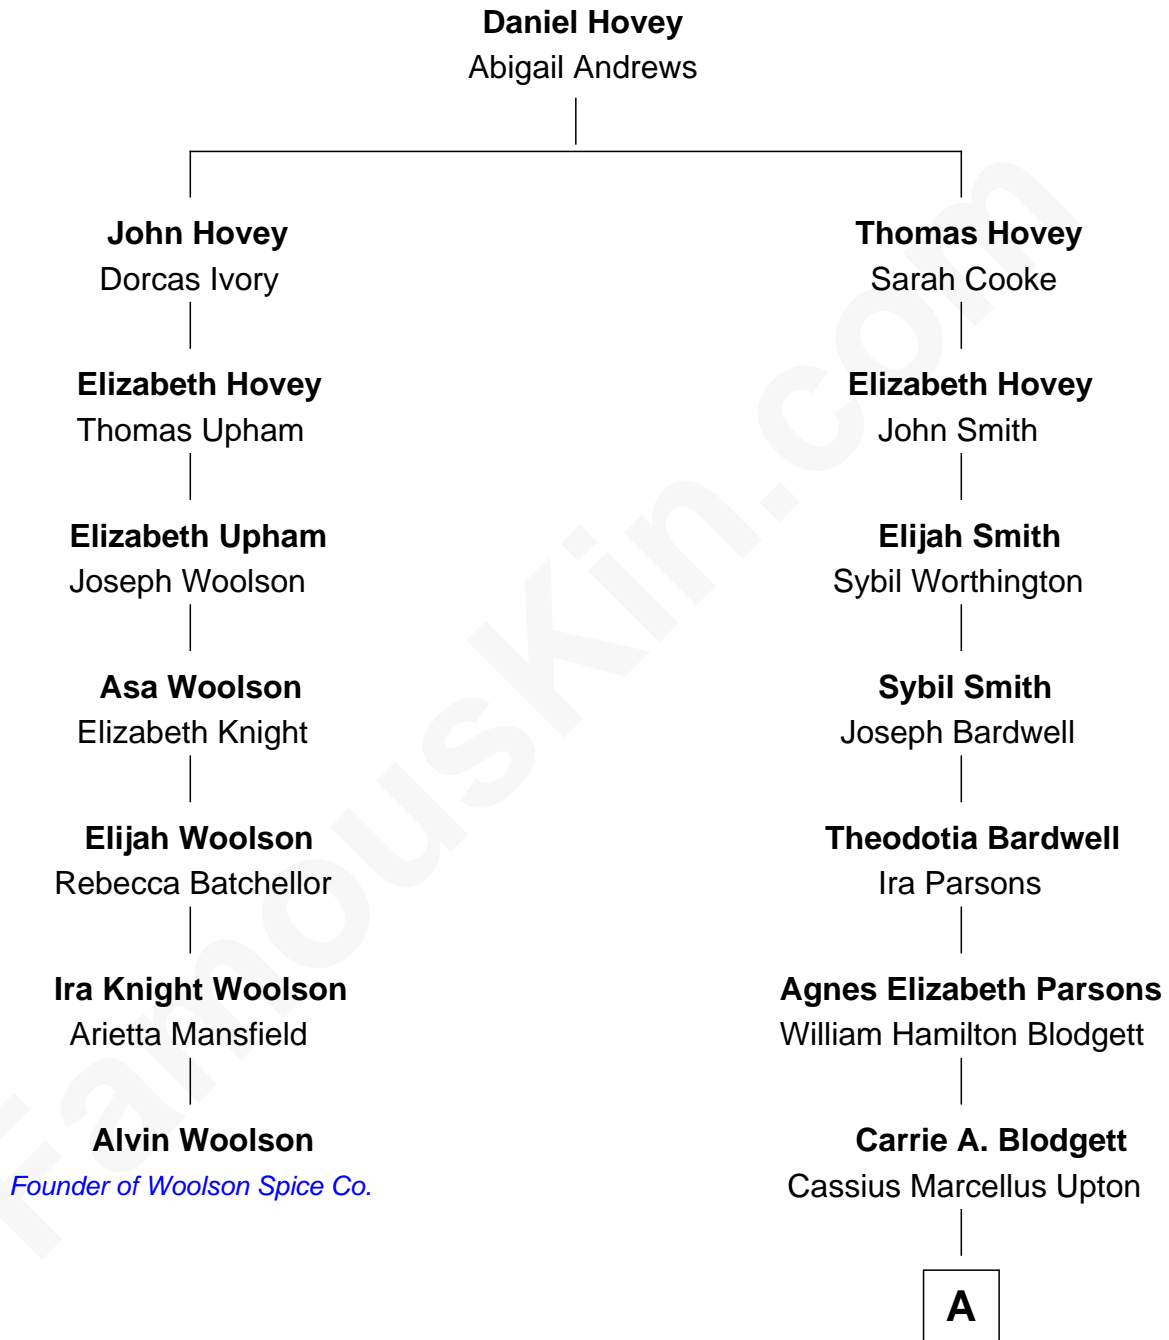 Daniel Hovey
Abigail Andrews
John Hovey
Dorcas Ivory
Thomas Hovey
Sarah Cooke
Elizabeth Hovey
Thomas Upham
Elizabeth Hovey
John Smith
Elizabeth Upham
Joseph Woolson
Elijah Smith
Sybil Worthington
Asa Woolson
Elizabeth Knight
Sybil Smith
Joseph Bardwell
Elijah Woolson
Rebecca Batchellor
Theodotia Bardwell
Ira Parsons
Ira Knight Woolson
Arietta Mansfield
Agnes Elizabeth Parsons
William Hamilton Blodgett
Alvin Woolson
Founder of Woolson Spice Co.
Carrie A. Blodgett
Cassius Marcellus Upton
A
FamousKin.com